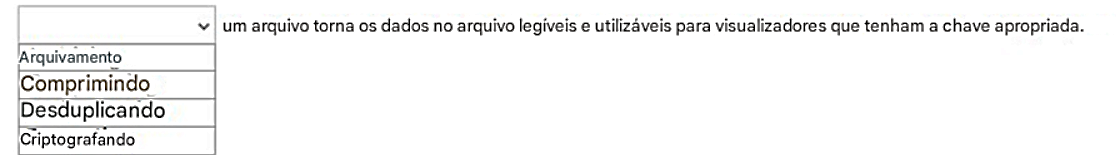 um arquivo torna os dados no arquivo legíveis e utilizáveis para visualizadores que tenham a chave apropriada.
Arquivamento
Comprimindo
Desduplicando
Criptografando